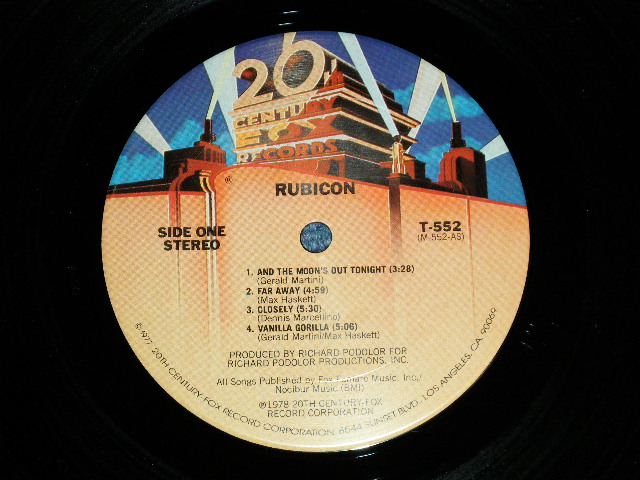 20th
CENTURY
FOX
RECORDS
®
RUBICON
SIDE ONE
STEREO
T-552
(M-552-AS)
1. AND THE MOON'S OUT TONIGHT (3:28)
(Gerald Martini)
2. FAR AWAY (4:59)
(Max Haskett)
3. CLOSELY (5:30)
(Dennis Marcellino)
4. VANILLA GORILLA (5:06)
(Gerald Martini/Max Haskett)
PRODUCED BY RICHARD PODOLOR FOR
RICHARD PODOLOR PRODUCTIONS, INC.
All Songs Published by Fox Fanfare Music, Inc./
Nocibur Music (BMI)
℗1978 20TH CENTURY-FOX
RECORD CORPORATION
©1977 20TH CENTURY-FOX RECORD CORPORATION, 8544 SUNSET BLVD., LOS ANGELES, CA. 90069